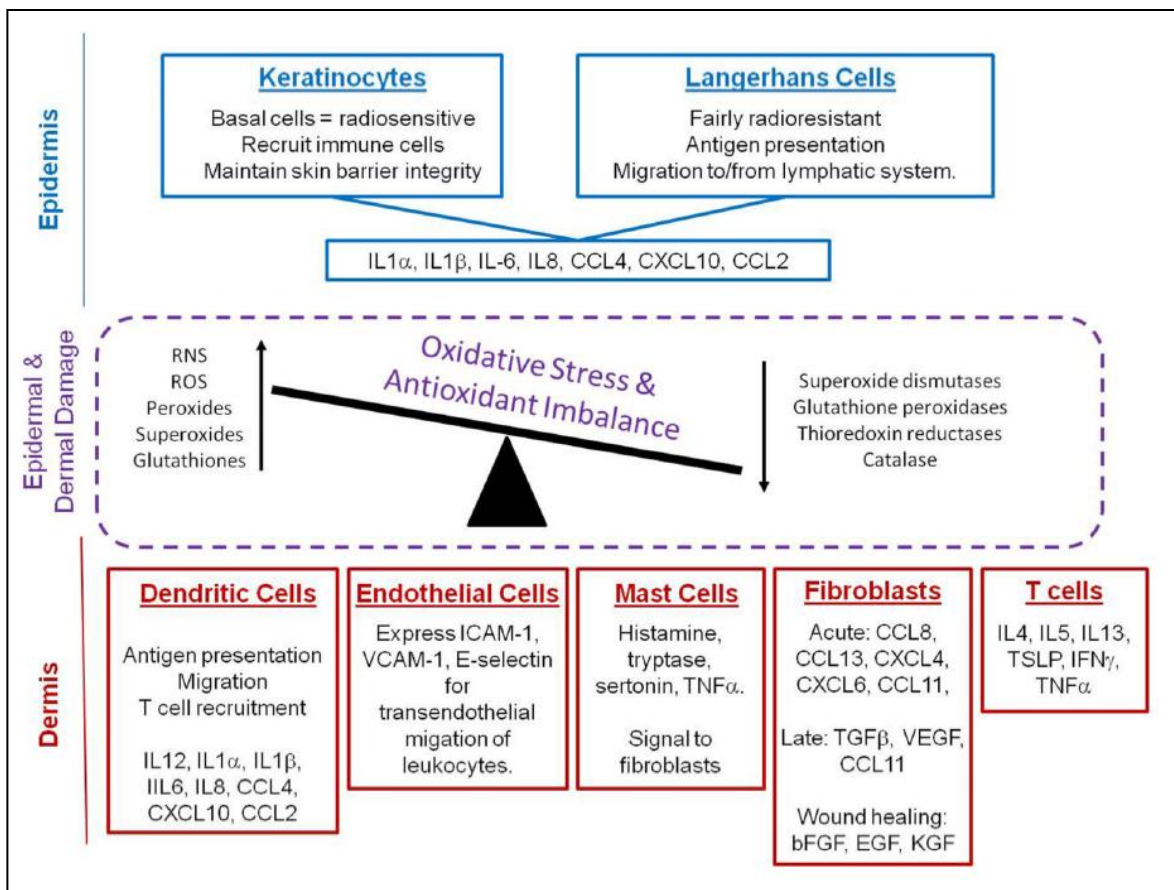 Epidermis
Keratinocytes
Basal cells = radiosensitive
Recruit immune cells
Maintain skin barrier integrity
Langerhans Cells
Fairly radioresistant
Antigen presentation
Migration to/from lymphatic system.
IL1α, IL1β, IL-6, IL8, CCL4, CXCL10, CCL2
Epidermal &
Dermal Damage
RNS
ROS
Peroxides
Superoxides
Glutathiones
Oxidative Stress &
Antioxidant Imbalance
Superoxide dismutases
Glutathione peroxidases
Thioredoxin reductases
Catalase
Dermis
Dendritic Cells
Antigen presentation
Migration
T cell recruitment
IL12, IL1α, IL1β,
IIL6, IL8, CCL4,
CXCL10, CCL2
Endothelial Cells
Express ICAM-1,
VCAM-1, E-selectin
for
transendothelial
migation of
leukocytes.
Mast Cells
Histamine,
tryptase,
sertonin, TNFα.
Signal to
fibroblasts
Fibroblasts
Acute: CCL8,
CCL13, CXCL4,
CXCL6, CCL11,
Late: TGFβ, VEGF,
CCL11
Wound healing:
bFGF, EGF, KGF
T cells
IL4, IL5, IL13,
TSLP, IFNγ,
TNFα